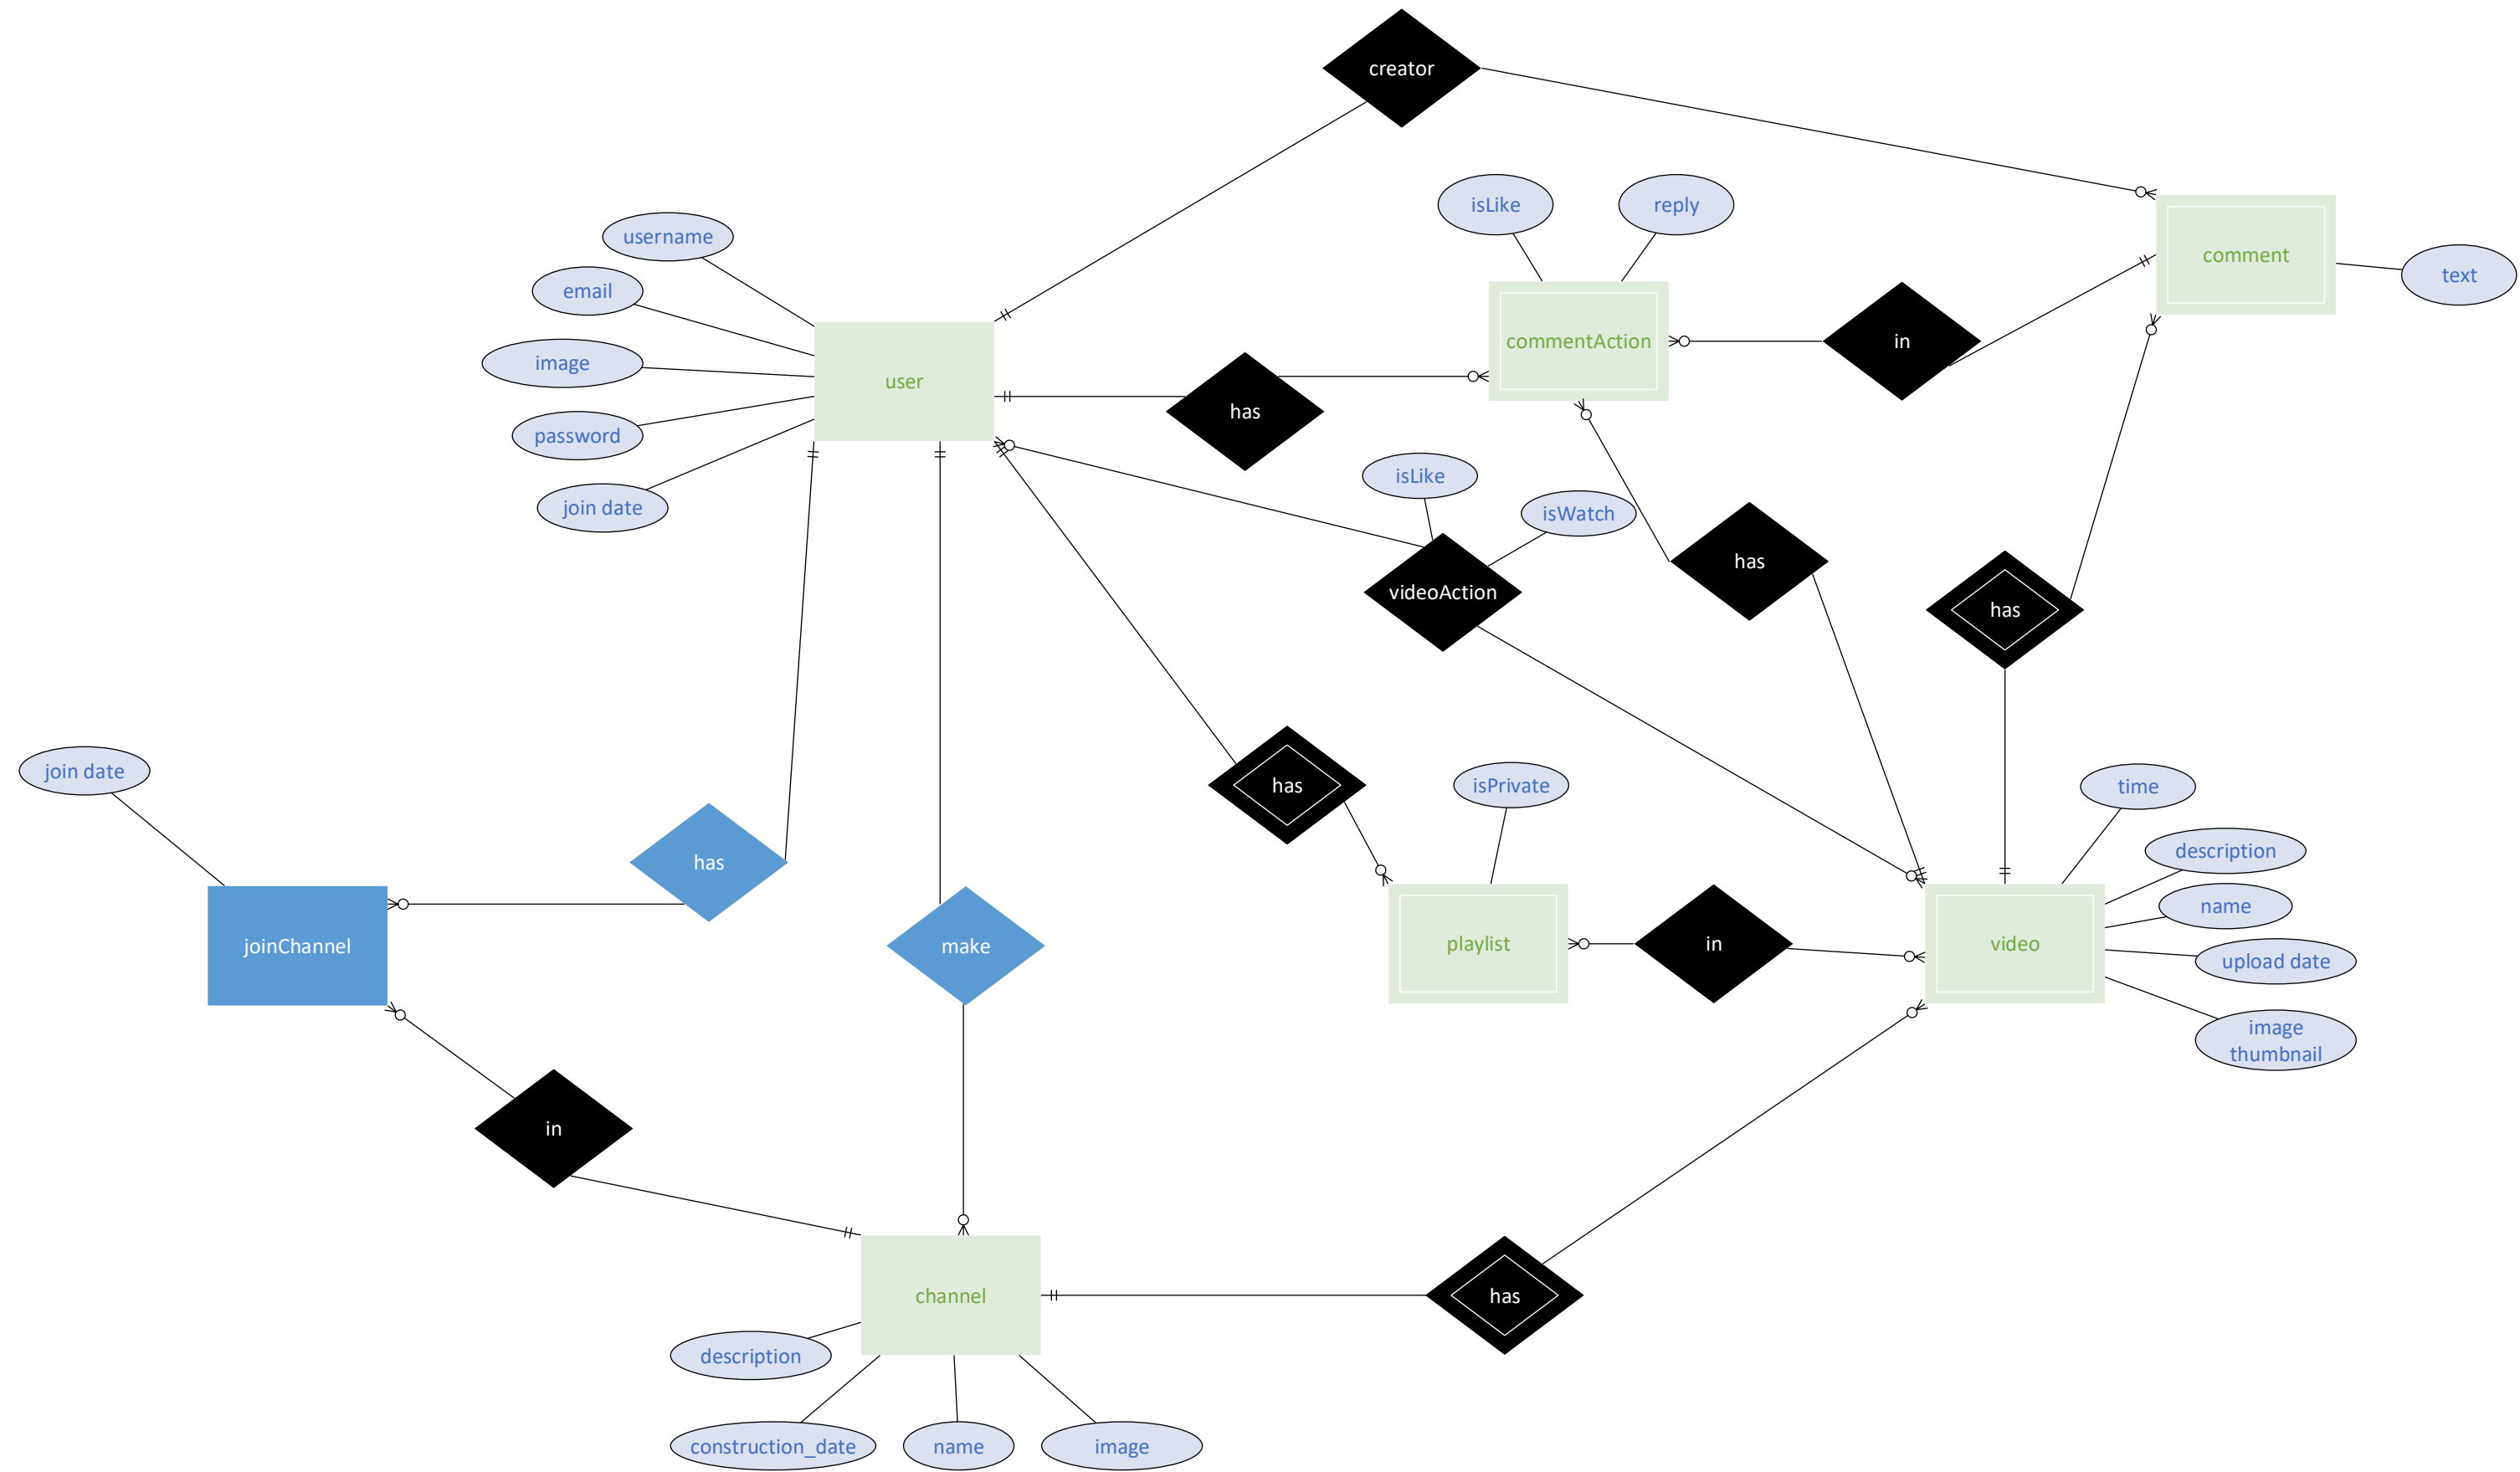 creator
isLike
reply
username
comment
text
email
commentAction
in
image
user
has
password
isLike
join date
isWatch
has
videoAction
has
join date
has
isPrivate
time
description
has
name
joinChannel
make
playlist
in
video
upload date
image
thumbnail
in
channel
has
description
construction_date
name
image